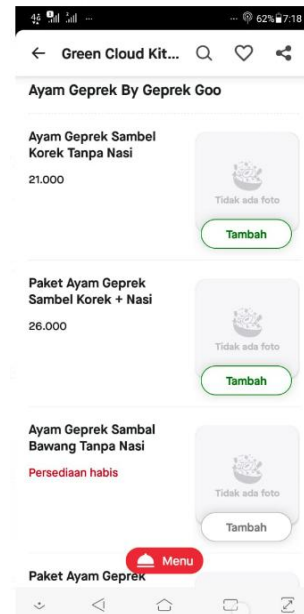 62% 7:18
Green Cloud Kit...
Ayam Geprek By Geprek Goo
Ayam Geprek Sambel
Korek Tanpa Nasi
21.000
Tidak ada foto
Tambah
Paket Ayam Geprek
Sambel Korek + Nasi
26.000
Tidak ada foto
Tambah
Ayam Geprek Sambal
Bawang Tanpa Nasi
Persediaan habis
Tidak ada foto
Tambah
Menu
Paket Ayam Geprek